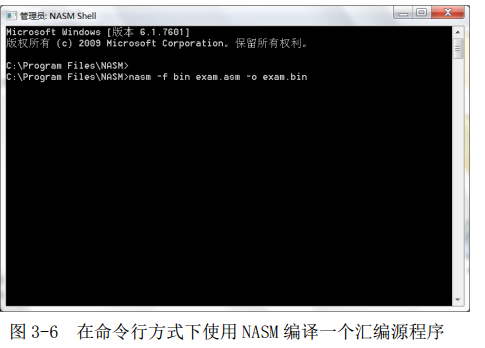 管理员: NASM Shell
Microsoft Windows [版本 6.1.7601]
版权所有 (c) 2009 Microsoft Corporation。保留所有权利。
C:\Program Files\NASM>
C:\Program Files\NASM>nasm -f bin exam.asm -o exam.bin
图 3-6 在命令行方式下使用 NASM 编译一个汇编源程序